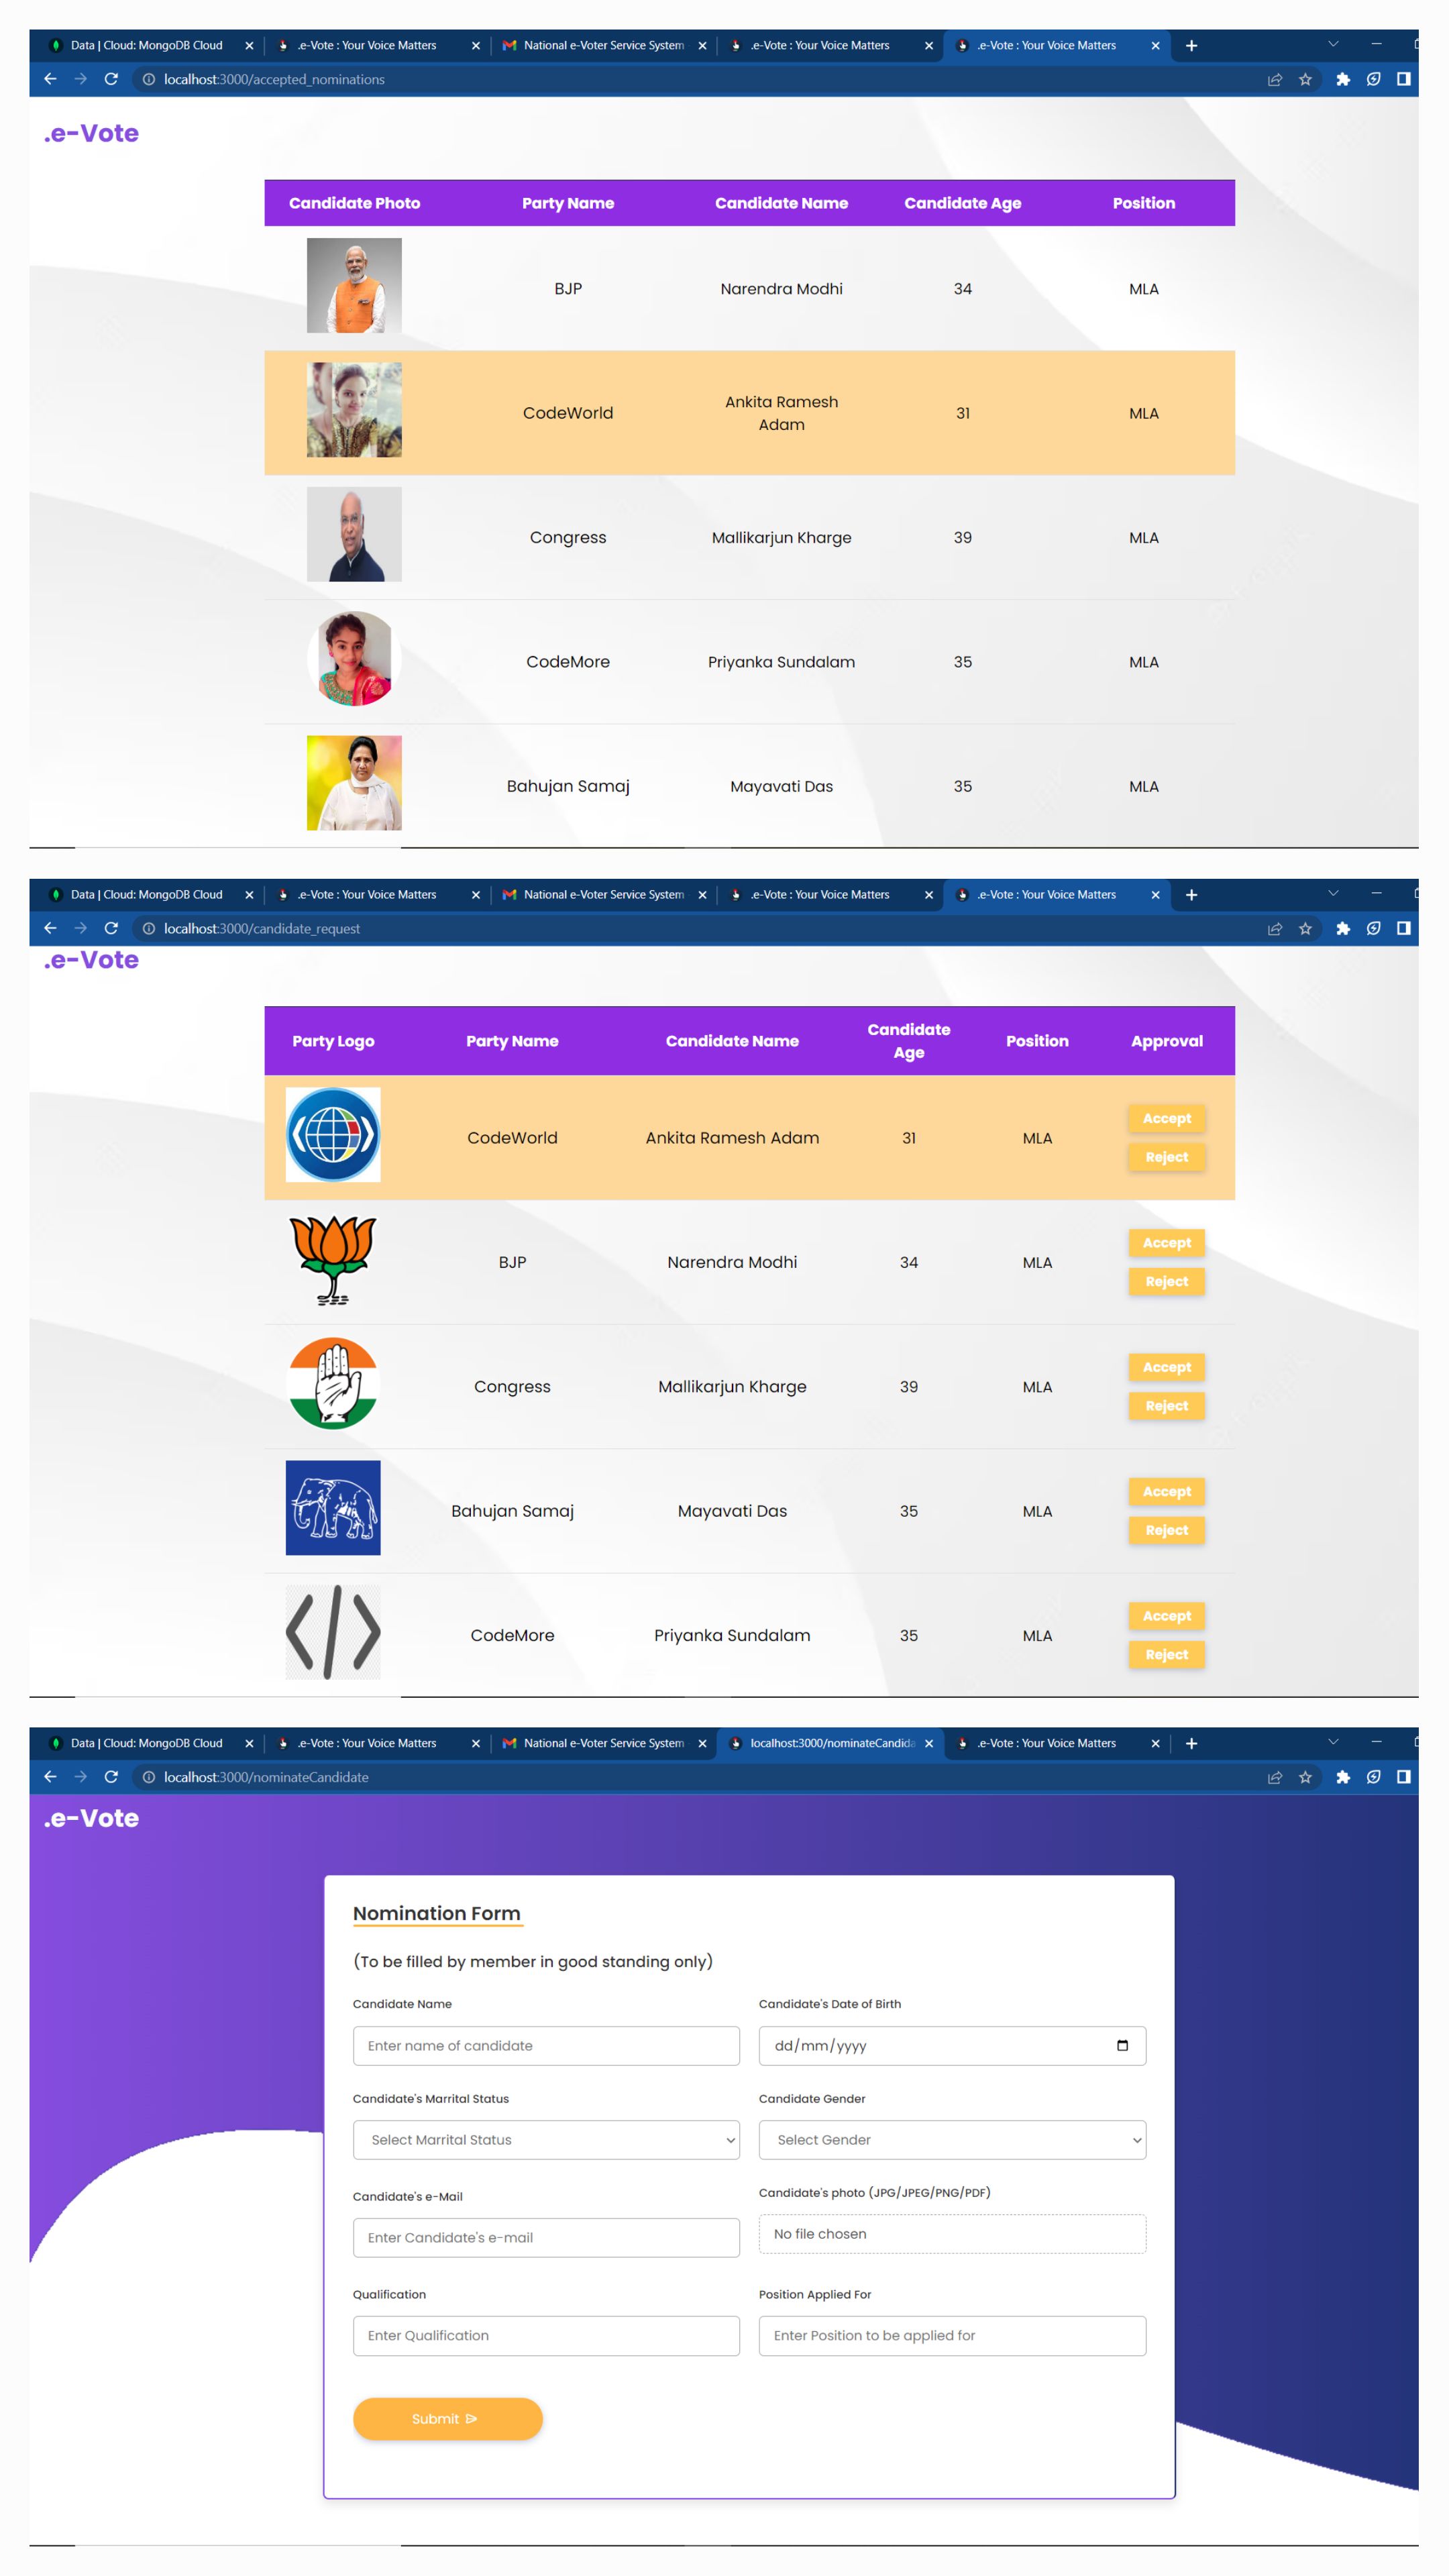 Data | Cloud: MongoDB Cloud
.e-Vote : Your Voice Matters
National e-Voter Service System
.e-Vote : Your Voice Matters
.e-Vote : Your Voice Matters
localhost:3000/accepted_nominations
.e-Vote
Candidate Photo Party Name Candidate Name Candidate Age Position
BJP Narendra Modhi 34 MLA
CodeWorld Ankita Ramesh Adam 31 MLA
Congress Mallikarjun Kharge 39 MLA
CodeMore Priyanka Sundalam 35 MLA
Bahujan Samaj Mayavati Das 35 MLA
Data | Cloud: MongoDB Cloud
.e-Vote : Your Voice Matters
National e-Voter Service System
.e-Vote : Your Voice Matters
.e-Vote : Your Voice Matters
localhost:3000/candidate_request
.e-Vote
Party Logo Party Name Candidate Name Candidate Age Position Approval
CodeWorld Ankita Ramesh Adam 31 MLA
Accept
Reject
BJP Narendra Modhi 34 MLA
Accept
Reject
Congress Mallikarjun Kharge 39 MLA
Accept
Reject
Bahujan Samaj Mayavati Das 35 MLA
Accept
Reject
CodeMore Priyanka Sundalam 35 MLA
Accept
Reject
Data | Cloud: MongoDB Cloud
.e-Vote : Your Voice Matters
National e-Voter Service System
localhost:3000/nominateCandida
.e-Vote : Your Voice Matters
localhost:3000/nominateCandidate
.e-Vote
Nomination Form
(To be filled by member in good standing only)
Candidate Name
Enter name of candidate
Candidate's Date of Birth
dd/mm/yyyy
Candidate's Marrital Status
Select Marrital Status
Candidate Gender
Select Gender
Candidate's e-Mail
Enter Candidate's e-mail
Candidate's photo (JPG/JPEG/PNG/PDF)
No file chosen
Qualification
Enter Qualification
Position Applied For
Enter Position to be applied for
Submit